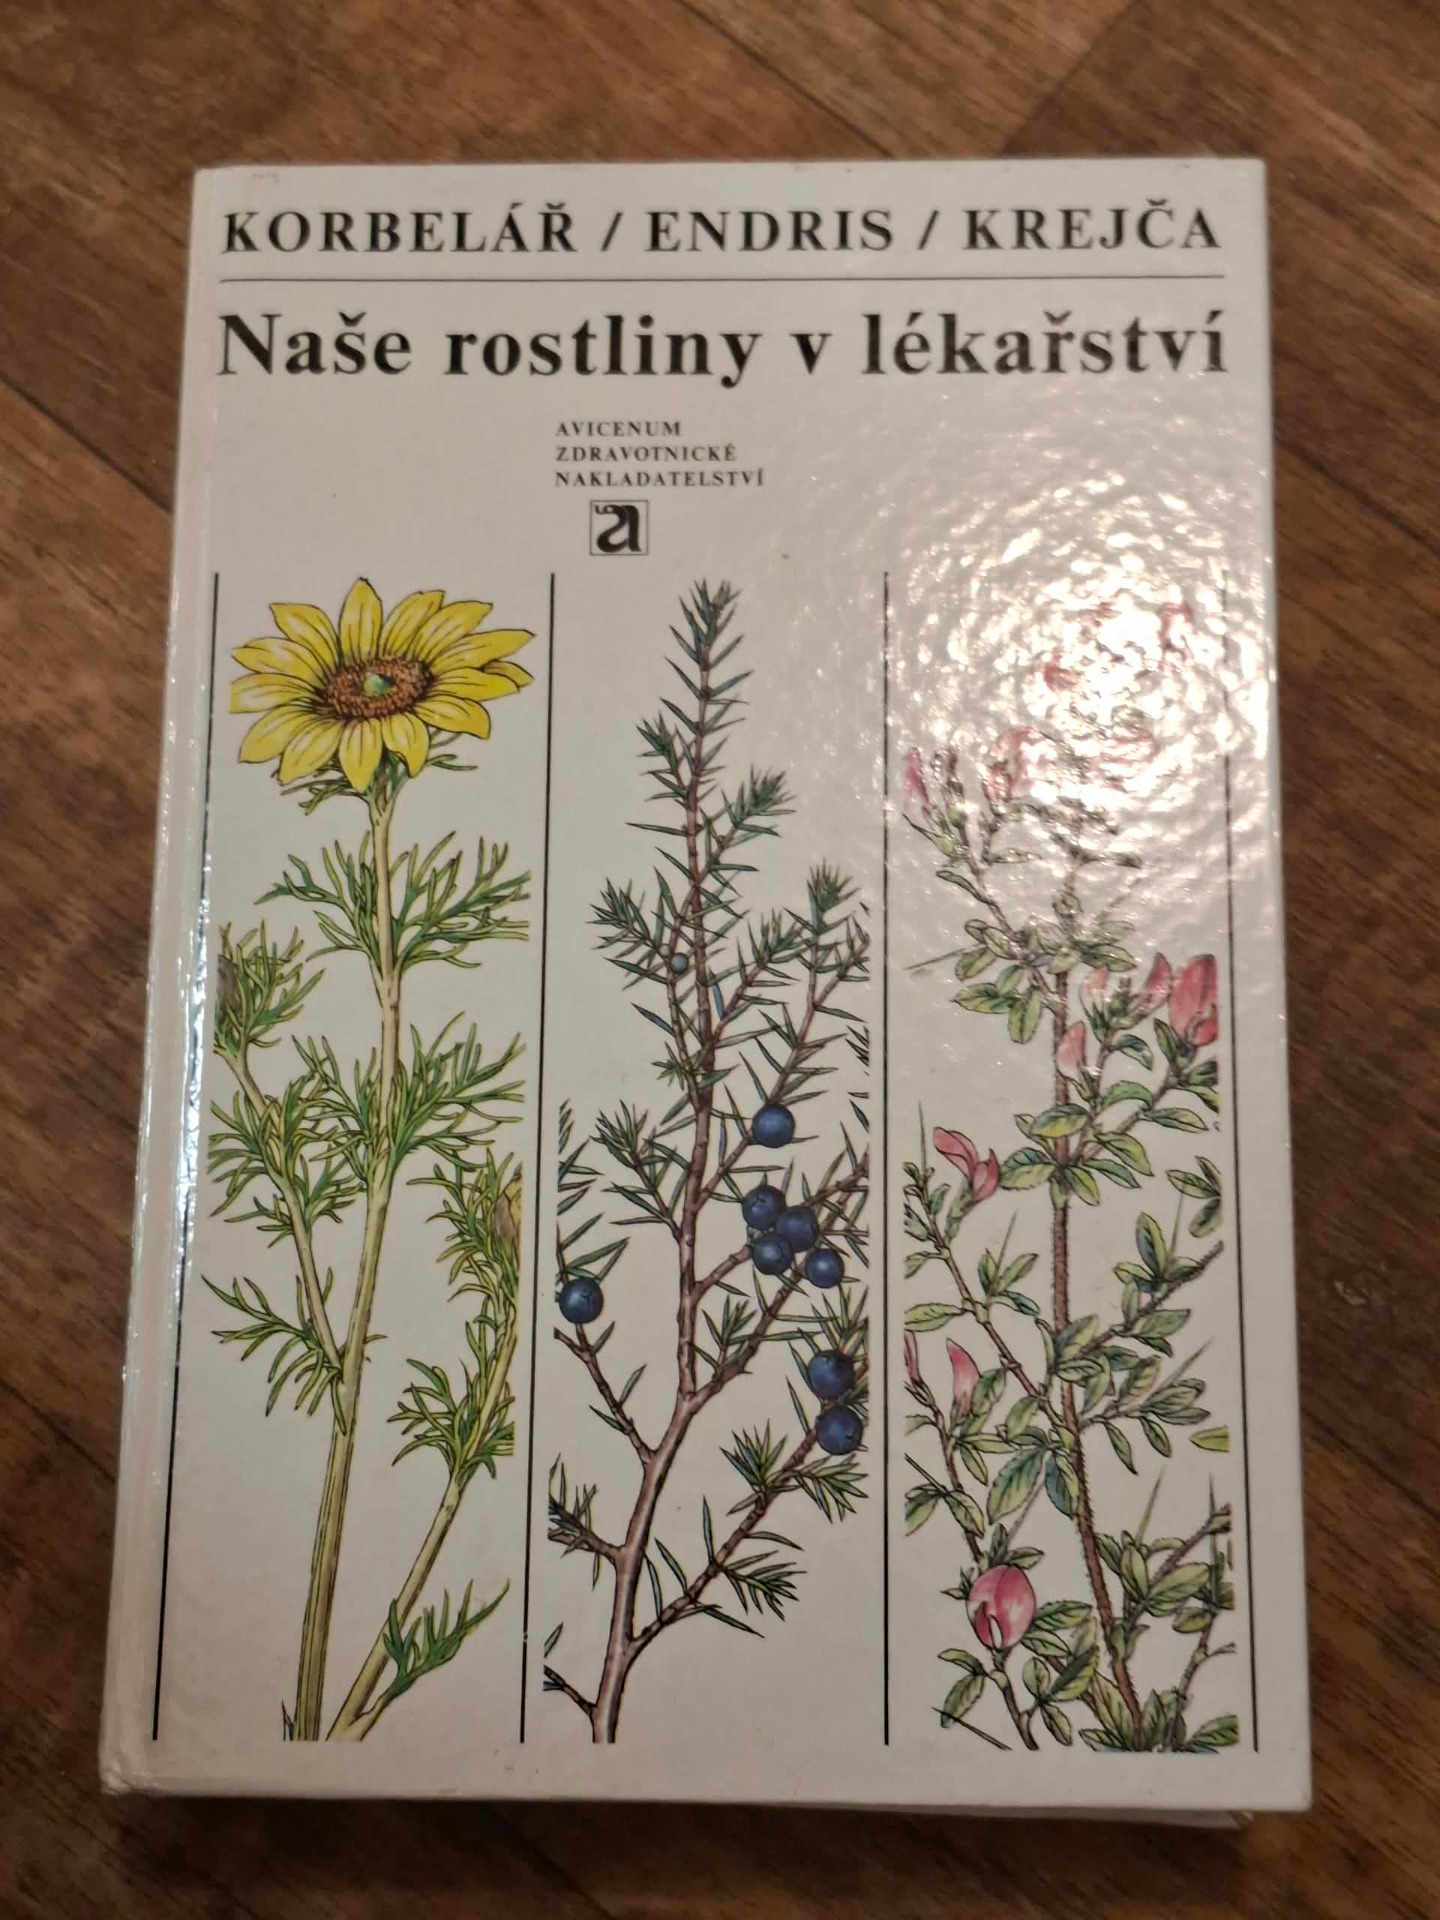 KORBELÁŘ / ENDRIS / KREJČA
Naše rostliny v lékařství
AVICENUM
ZDRAVOTNICKÉ
NAKLADATELSTVÍ
a